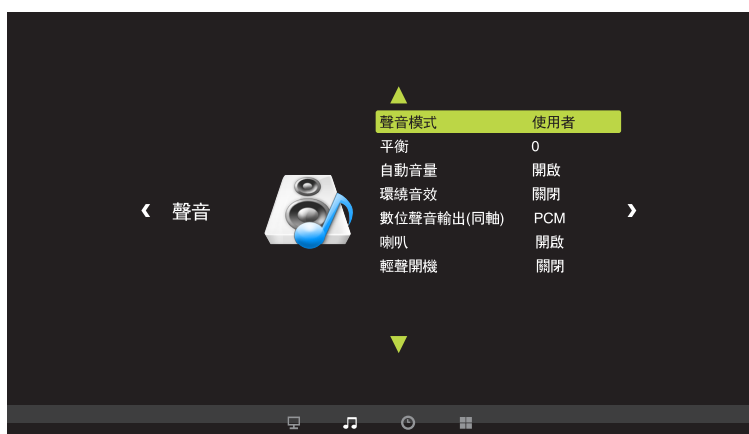 聲音模式 使用者
平衡 0
自動音量 開啟
環繞音效 關閉
聲音
數位聲音輸出(同軸) PCM
喇叭 開啟
輕聲開機 關閉